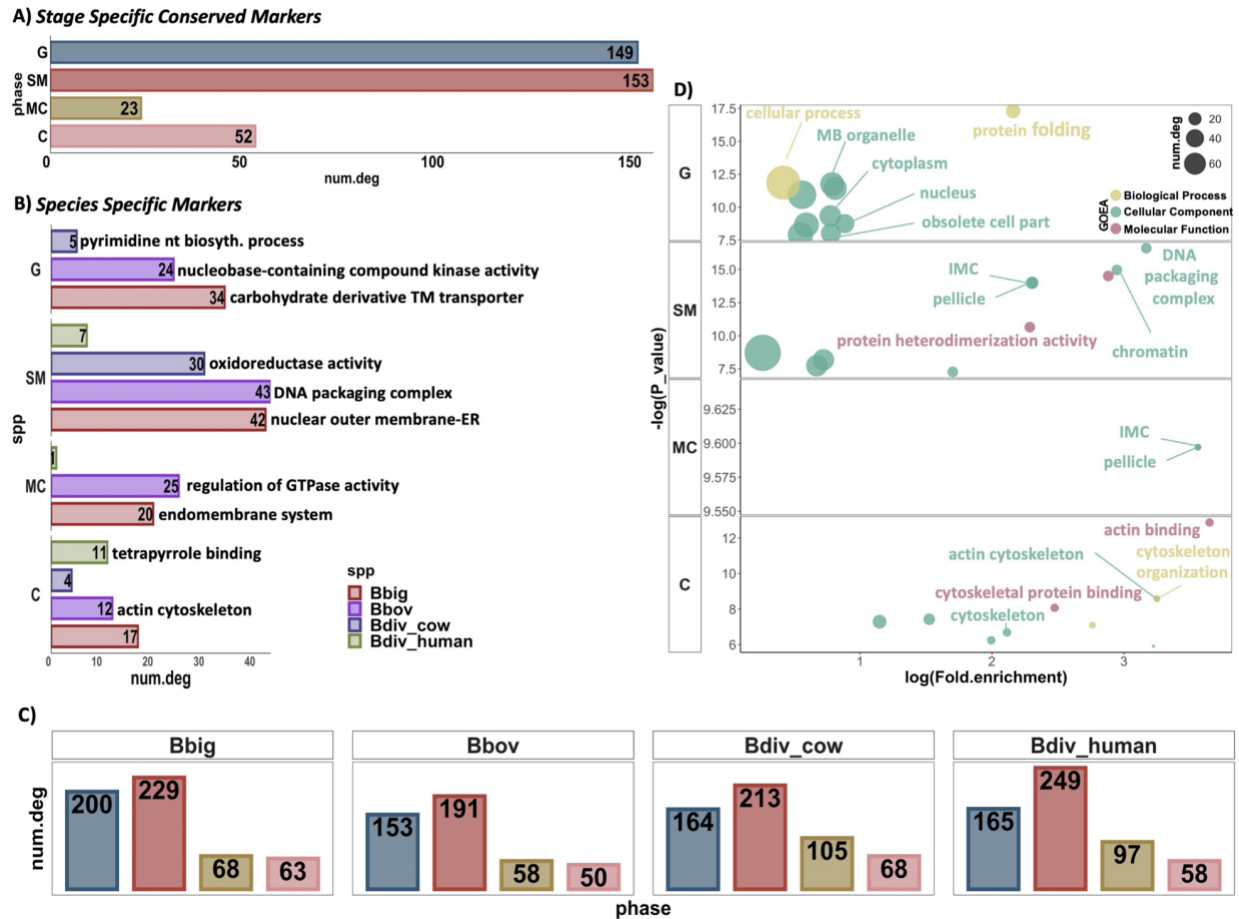 A) Stage Specific Conserved Markers
phase
G
149
SM
153
MC
23
C
52
0
50
100
150
num.deg
B) Species Specific Markers
spp
G
5 pyrimidine nt biosyth. process
24 nucleobase-containing compound kinase activity
34 carbohydrate derivative TM transporter
SM
7
30 oxidoreductase activity
43 DNA packaging complex
42 nuclear outer membrane-ER
MC
1
25 regulation of GTPase activity
20 endomembrane system
C
11 tetrapyrrole binding
4
12 actin cytoskeleton
17
0
10
20
30
40
num.deg
spp
Bbig
Bbov
Bdiv_cow
Bdiv_human
D)
-log(P_value)
G
17.5
15.0
12.5
10.0
7.5
cellular process
MB organelle
protein folding
cytoplasm
nucleus
obsolete cell part
num.deg
20
40
60
GOEA
Biological Process
Cellular Component
Molecular Function
SM
15.0
12.5
10.0
7.5
IMC
pellicle
DNA
packaging
complex
protein heterodimerization activity
chromatin
MC
9.625
9.600
9.575
9.550
IMC
pellicle
C
12
10
8
6
actin binding
actin cytoskeleton
cytoskeleton
organization
cytoskeletal protein binding
cytoskeleton
1
2
3
log(Fold.enrichment)
C)
num.deg
Bbig
200
229
68
63
Bbov
153
191
58
50
Bdiv_cow
164
213
105
68
Bdiv_human
165
249
97
58
phase